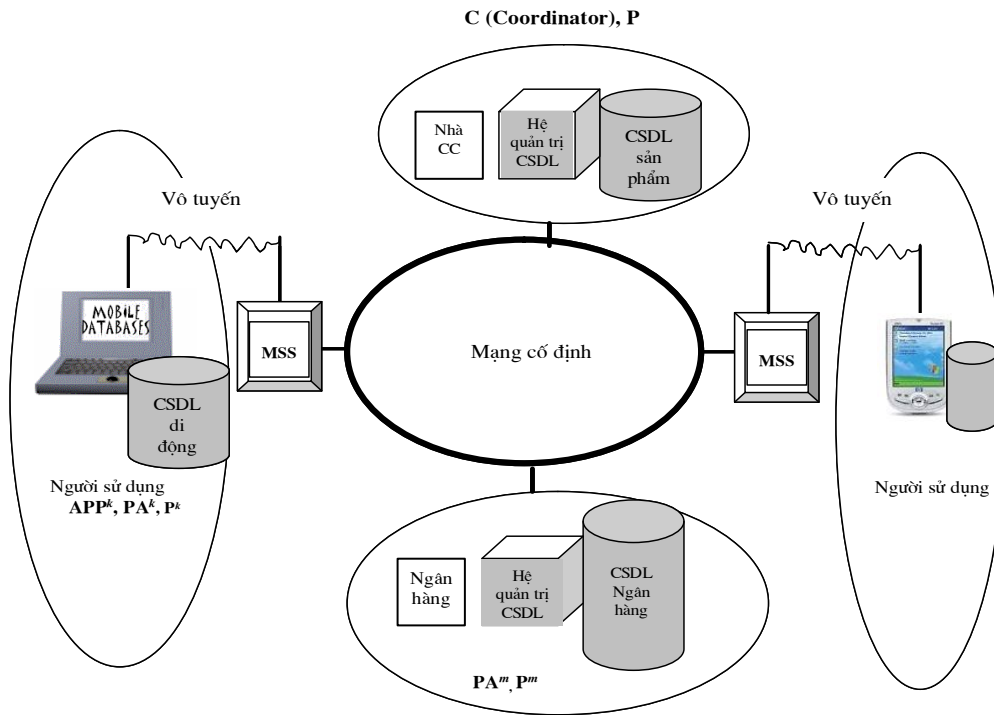 C (Coordinator), P
Nhà
CC
Hệ
quản trị
CSDL
CSDL
sản
phẩm
Vô tuyến
Vô tuyến
MOBILE
DATABASES
MSS
Mạng cố định
MSS
CSDL
di
động
Người sử dụng
APPᵏ, PAᵏ, Pᵏ
Người sử dụng
Ngân
hàng
Hệ
quản trị
CSDL
CSDL
Ngân
hàng
PAᵐ, Pᵐ